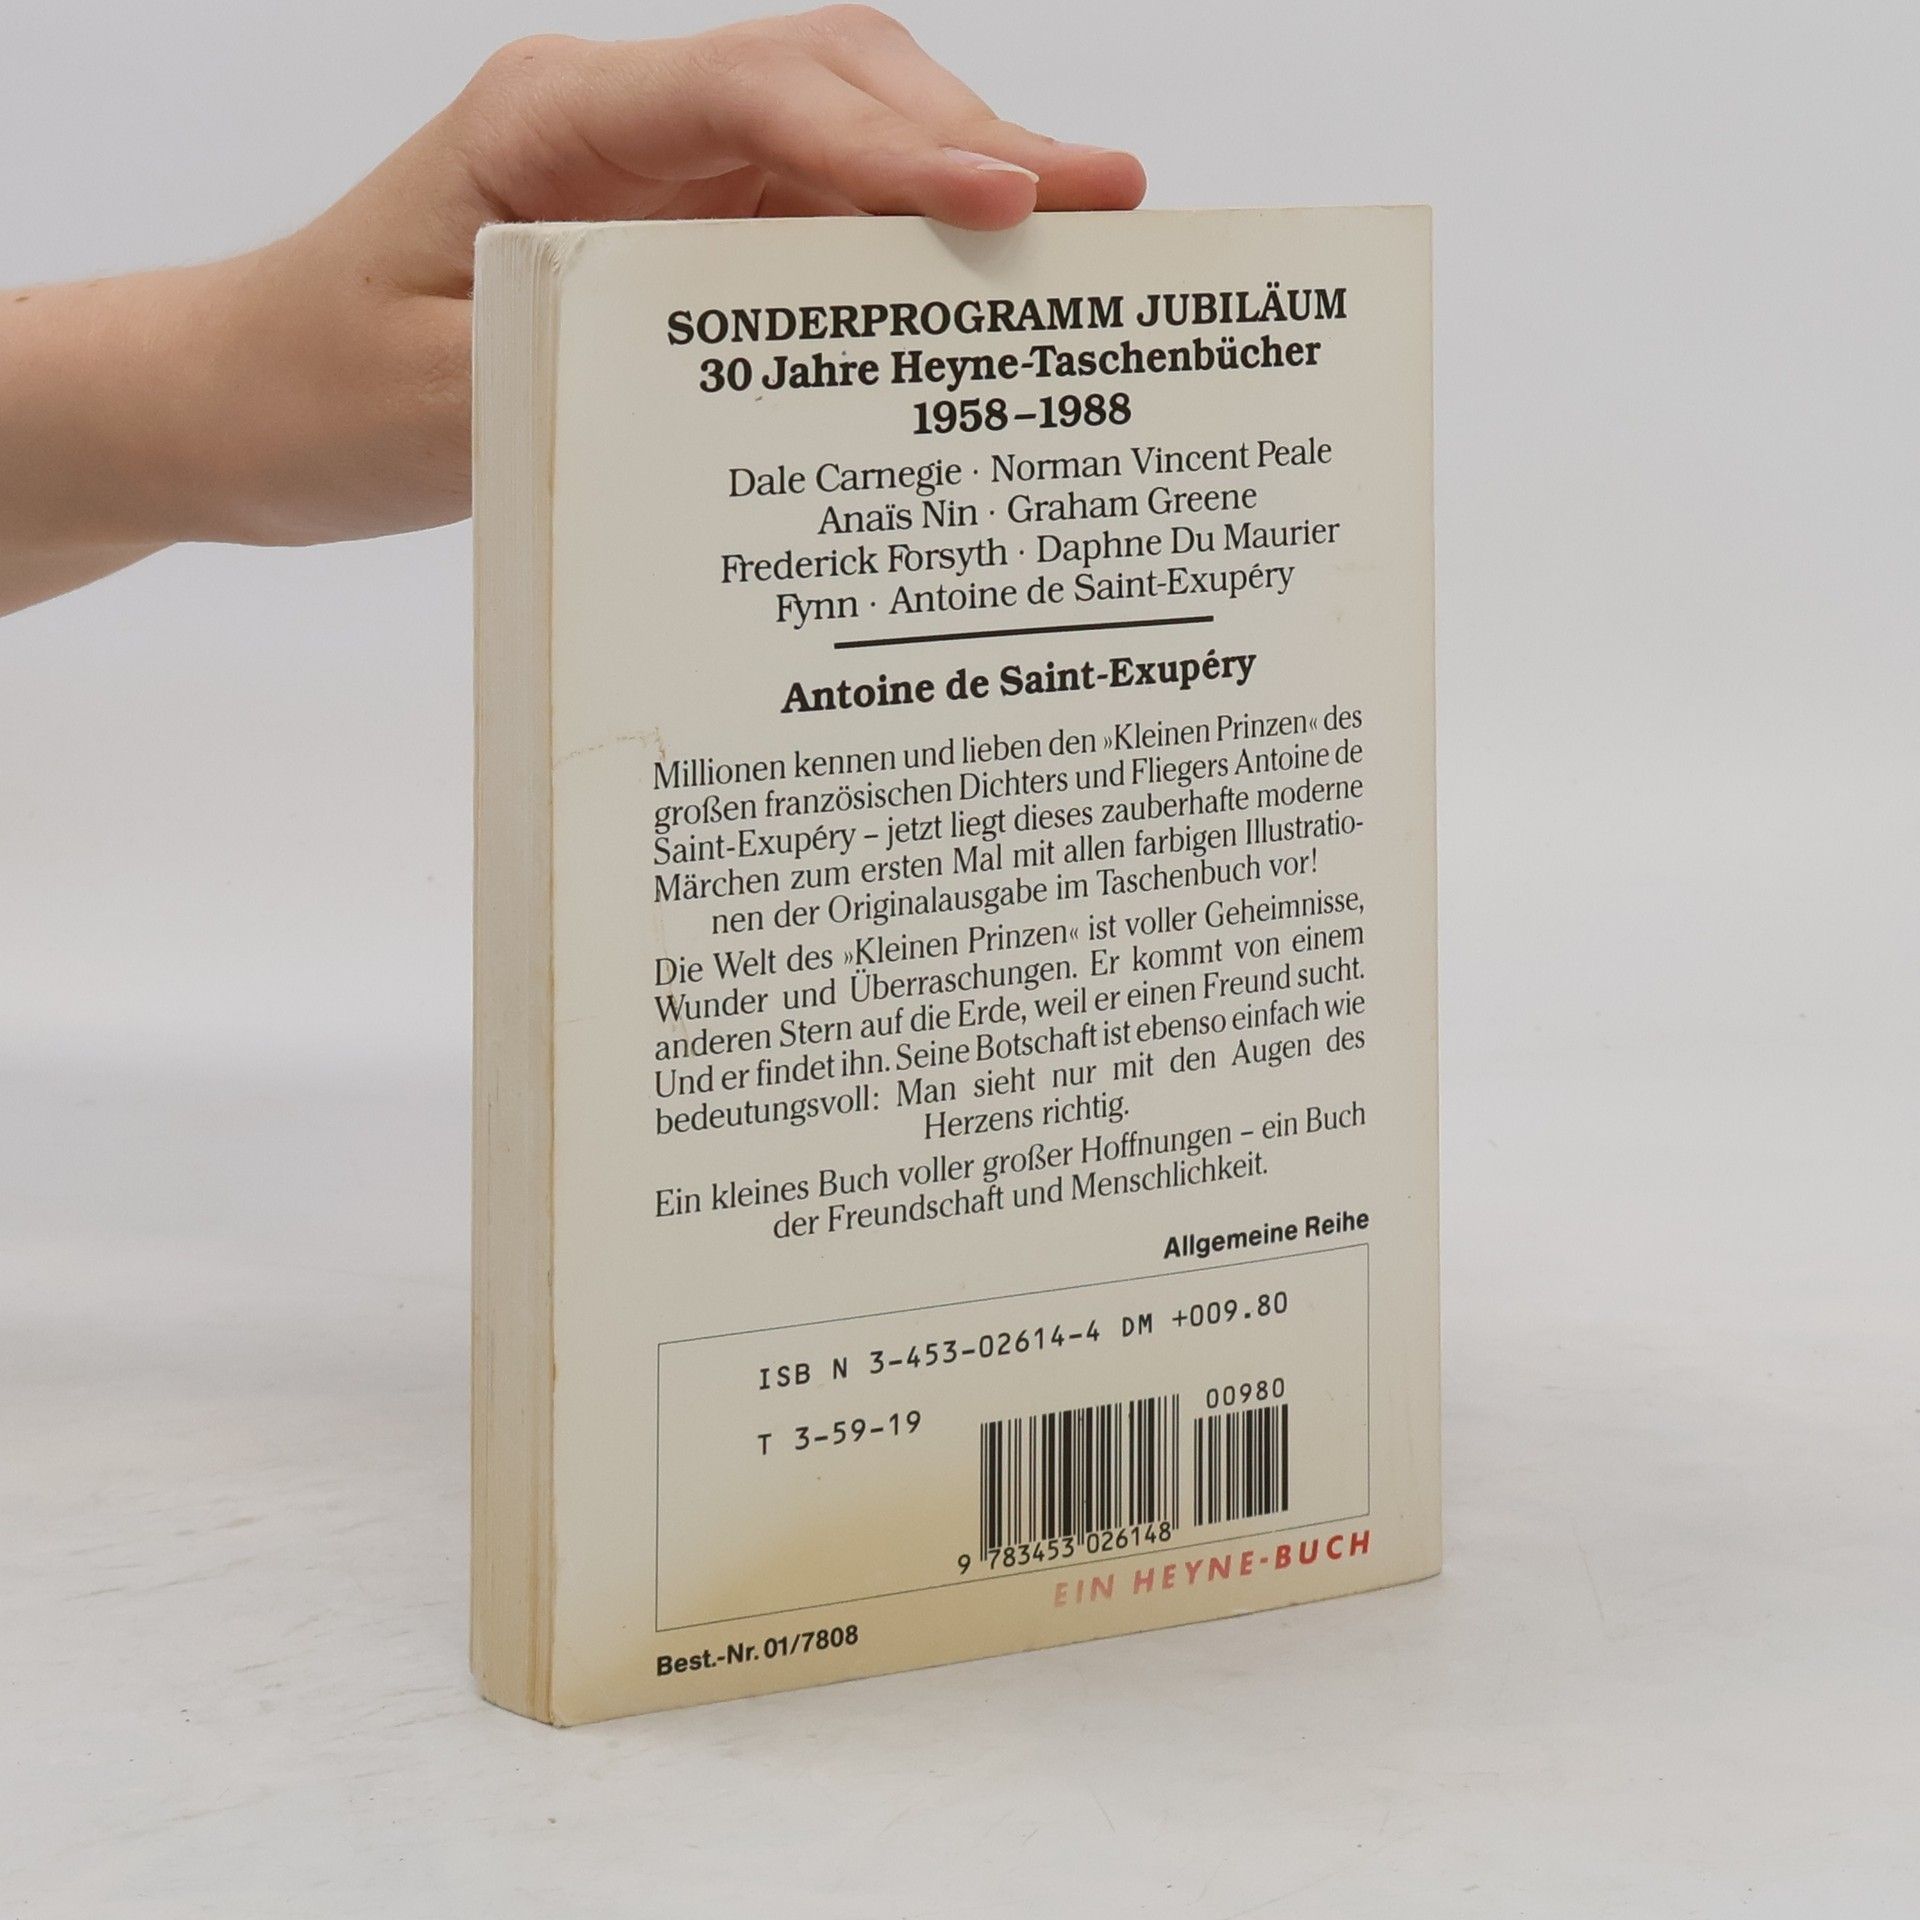 SONDERPROGRAMM JUBILÄUM
30 Jahre Heyne-Taschenbücher
1958–1988
Dale Carnegie · Norman Vincent Peale
Anaïs Nin · Graham Greene
Frederick Forsyth · Daphne Du Maurier
Fynn · Antoine de Saint-Exupéry
Antoine de Saint-Exupéry
Millionen kennen und lieben den »Kleinen Prinzen« des
großen französischen Dichters und Fliegers Antoine de
Saint-Exupéry – jetzt liegt dieses zauberhafte moderne
Märchen zum ersten Mal mit allen farbigen Illustratio-
nen der Originalausgabe im Taschenbuch vor!
Die Welt des »Kleinen Prinzen« ist voller Geheimnisse,
Wunder und Überraschungen. Er kommt von einem
anderen Stern auf die Erde, weil er einen Freund sucht.
Und er findet ihn. Seine Botschaft ist ebenso einfach wie
bedeutungsvoll: Man sieht nur mit den Augen des
Herzens richtig.
Ein kleines Buch voller großer Hoffnungen – ein Buch
der Freundschaft und Menschlichkeit.
Allgemeine Reihe
ISB N 3-453-02614-4 DM +009.80
T 3-59-19
00980
9 783453 026148
EIN HEYNE-BUCH
Best.-Nr. 01/7808